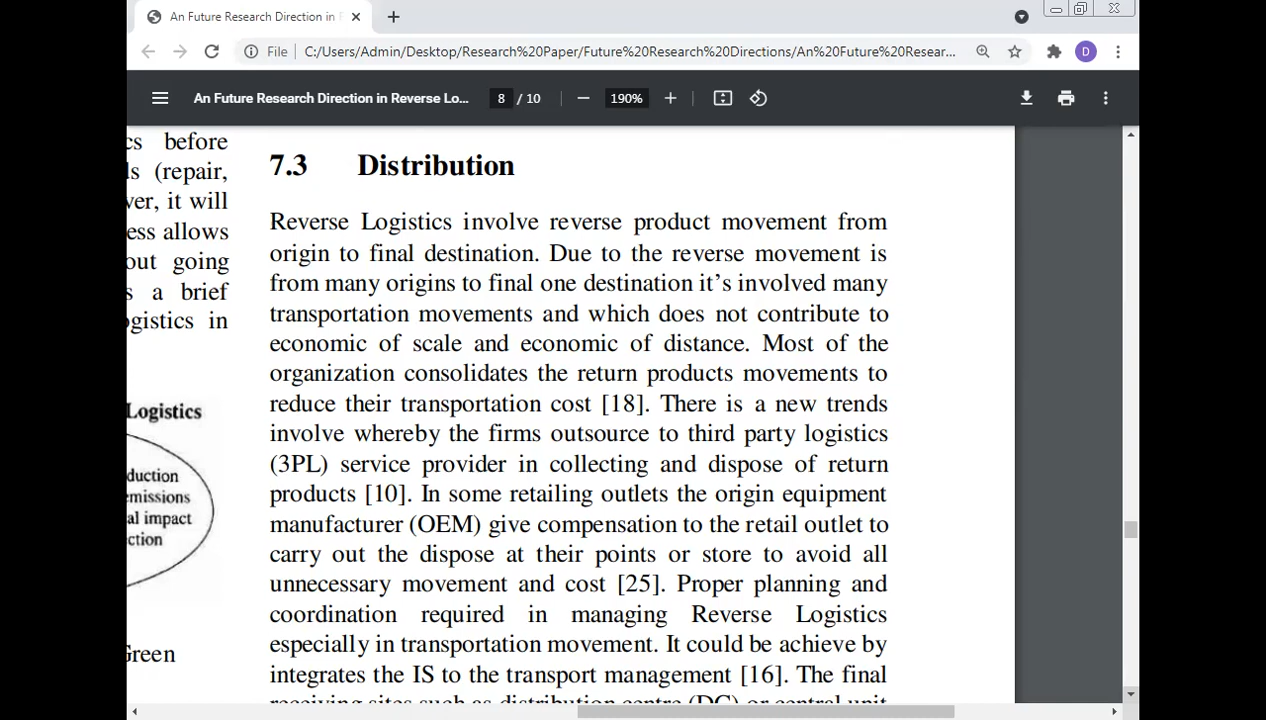 An Future Research Direction in R
File
C:/Users/Admin/Desktop/Research%20Paper/Future%20Research%20Directions/An%20Future%20Resear...
D
An Future Research Direction in Reverse Lo...
8 / 10
190%
cs before
ls (repair,
ver, it will
ess allows
out going
s a brief
ogistics in
Logistics
duction
emissions
al impact
ction
Green
7.3 Distribution
Reverse Logistics involve reverse product movement from
origin to final destination. Due to the reverse movement is
from many origins to final one destination it's involved many
transportation movements and which does not contribute to
economic of scale and economic of distance. Most of the
organization consolidates the return products movements to
reduce their transportation cost [18]. There is a new trends
involve whereby the firms outsource to third party logistics
(3PL) service provider in collecting and dispose of return
products [10]. In some retailing outlets the origin equipment
manufacturer (OEM) give compensation to the retail outlet to
carry out the dispose at their points or store to avoid all
unnecessary movement and cost [25]. Proper planning and
coordination required in managing Reverse Logistics
especially in transportation movement. It could be achieve by
integrates the IS to the transport management [16]. The final
receiving sites such as distribution centre (DC) or central unit